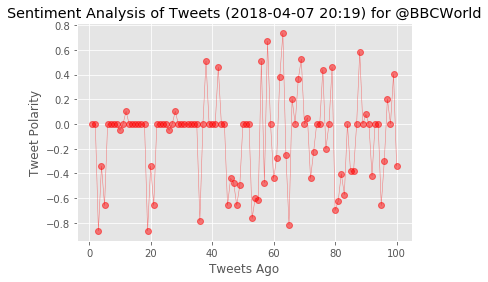 Sentiment Analysis of Tweets (2018-04-07 20:19) for @BBCWorld
0.8
0.6
0.4
0.2
0.0
−0.2
−0.4
−0.6
−0.8
Tweet Polarity
0 20 40 60 80 100
Tweets Ago